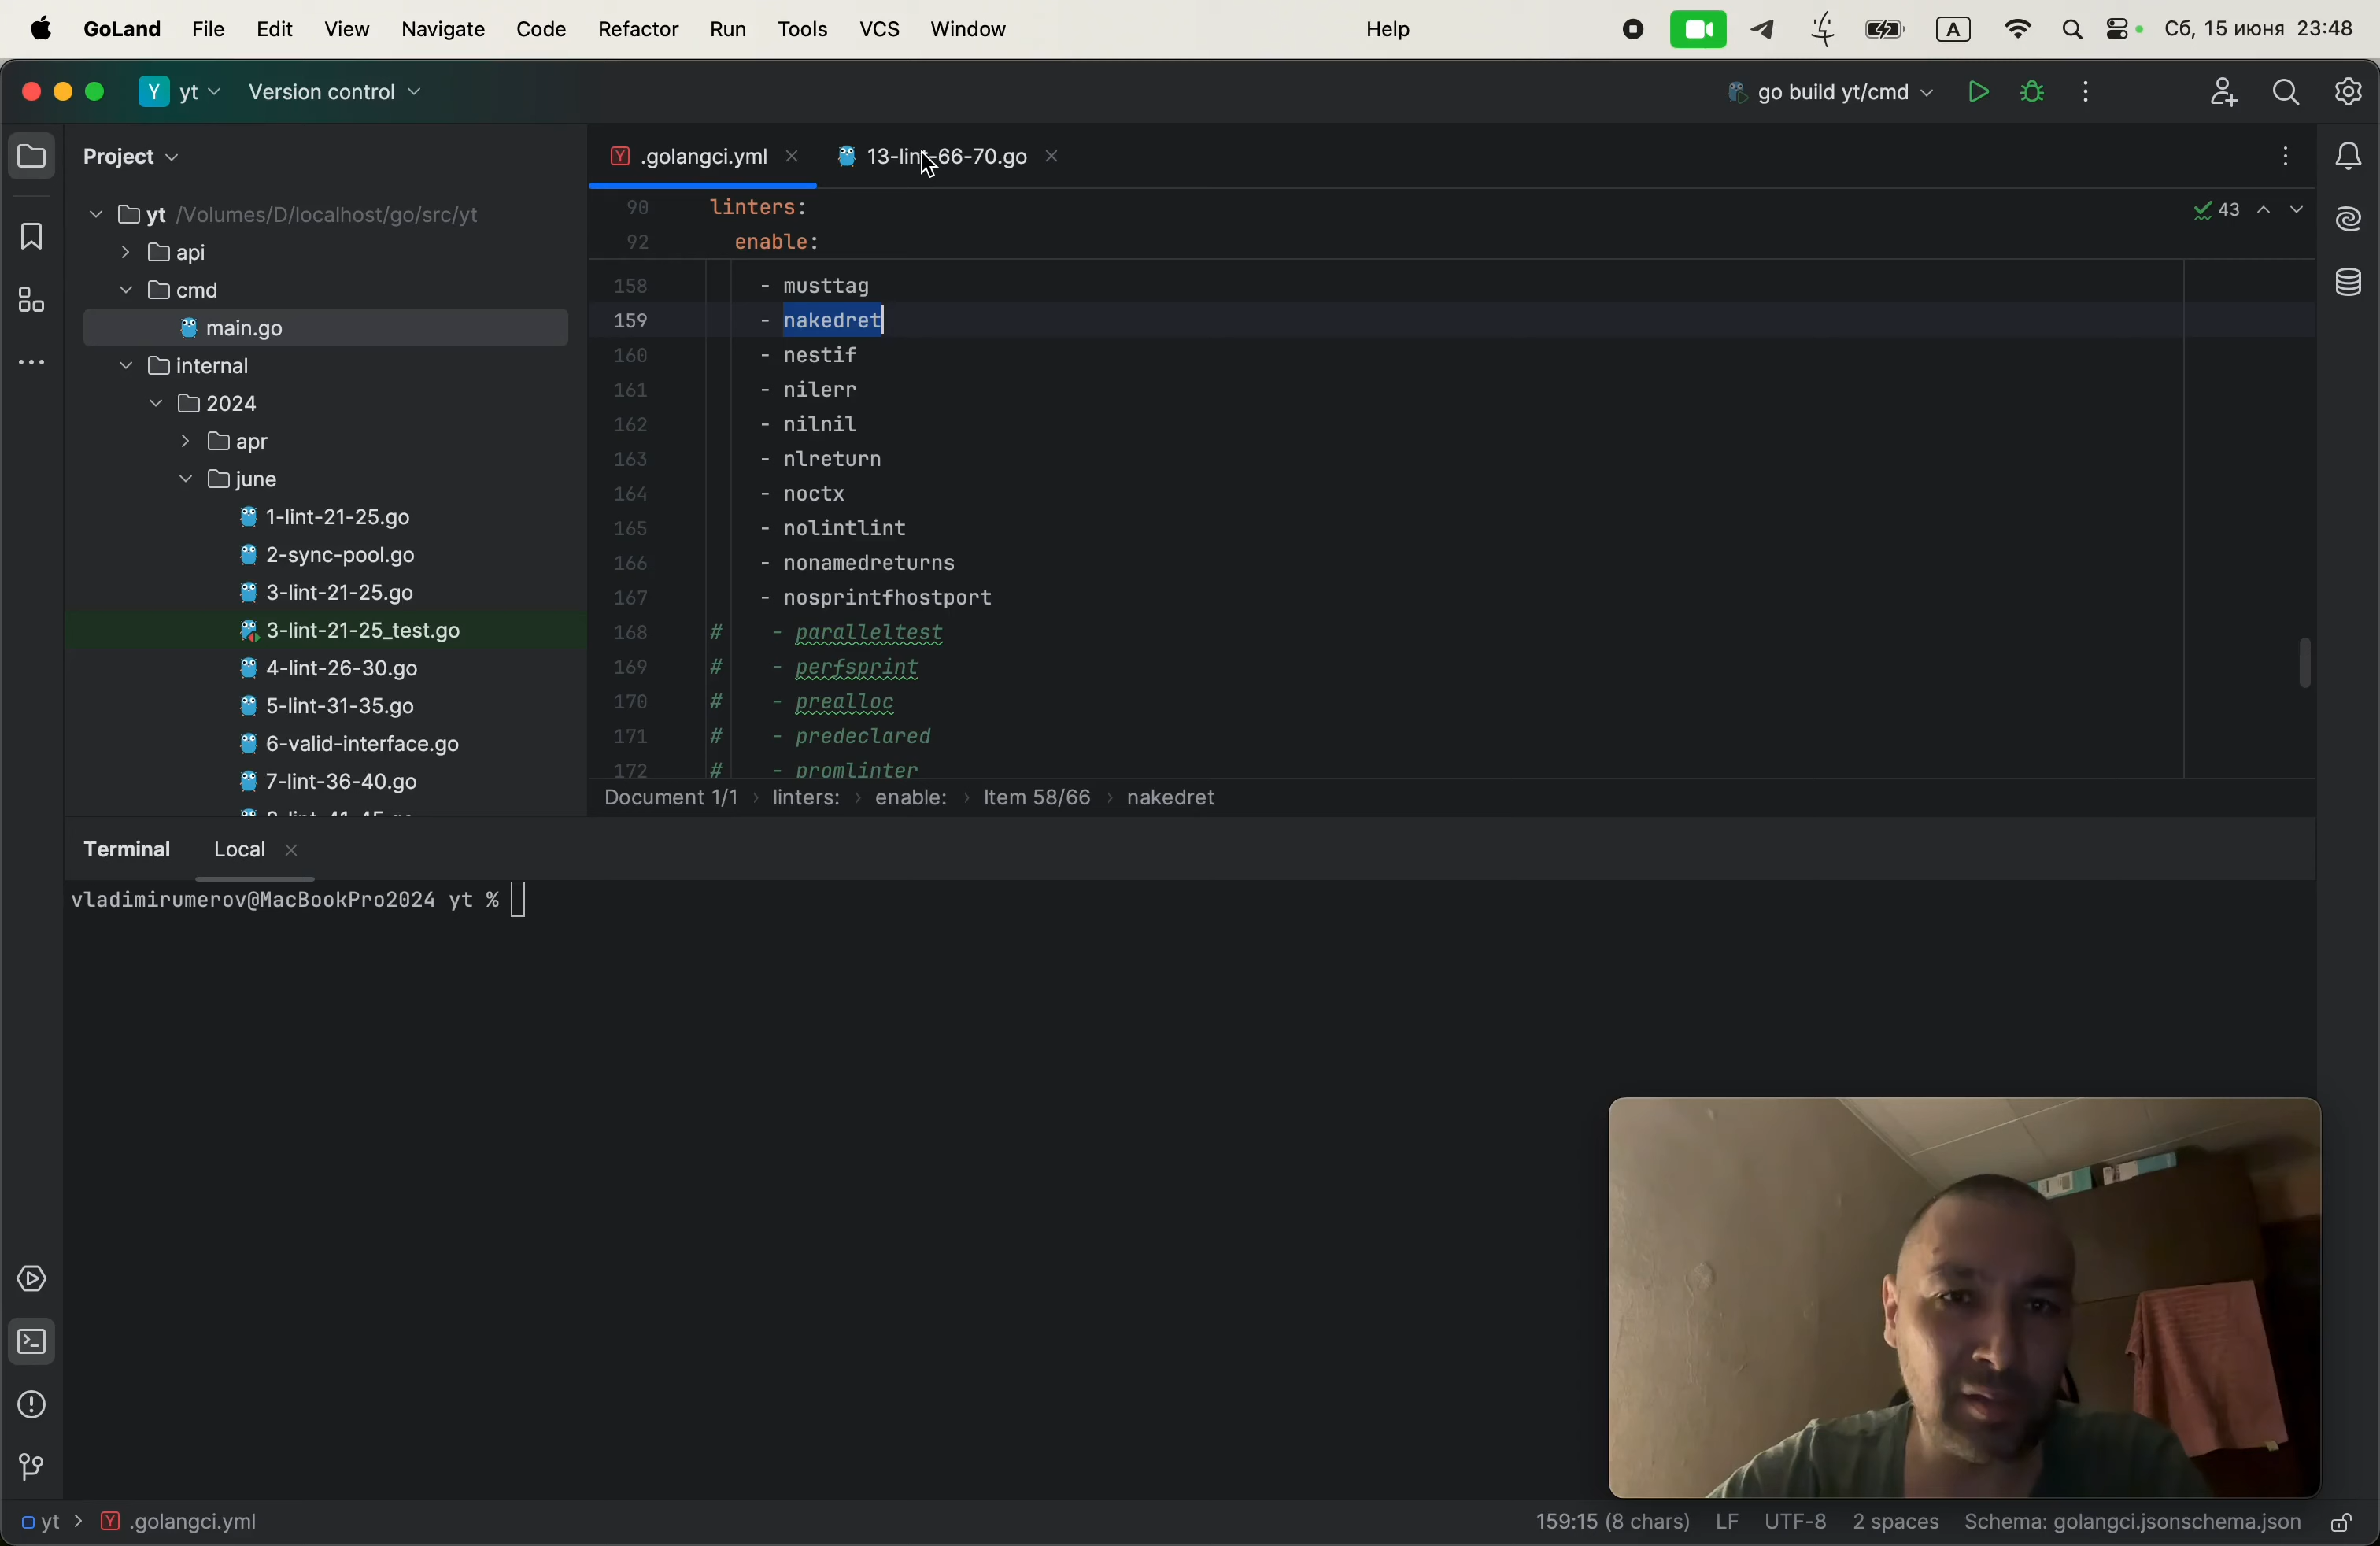 GoLand File Edit View Navigate Code Refactor Run Tools VCS Window Help A Сб, 15 июня 23:48
Y yt Version control go build yt/cmd
Project
Y .golangci.yml 13-lint-66-70.go
yt /Volumes/D/localhost/go/src/yt
api
cmd
main.go
internal
2024
apr
june
1-lint-21-25.go
2-sync-pool.go
3-lint-21-25.go
3-lint-21-25_test.go
4-lint-26-30.go
5-lint-31-35.go
6-valid-interface.go
7-lint-36-40.go
90 linters:
43
92 enable:
158 - musttag
159 - nakedret
160 - nestif
161 - nilerr
162 - nilnil
163 - nlreturn
164 - noctx
165 - nolintlint
166 - nonamedreturns
167 - nosprintfhostport
168 # - paralleltest
169 # - perfsprint
170 # - prealloc
171 # - predeclared
172 # - promlinter
Document 1/1 › linters: › enable: › Item 58/66 › nakedret
Terminal Local
vladimirumerov@MacBookPro2024 yt %
yt > Y .golangci.yml 159:15 (8 chars) LF UTF-8 2 spaces Schema: golangci.jsonschema.json